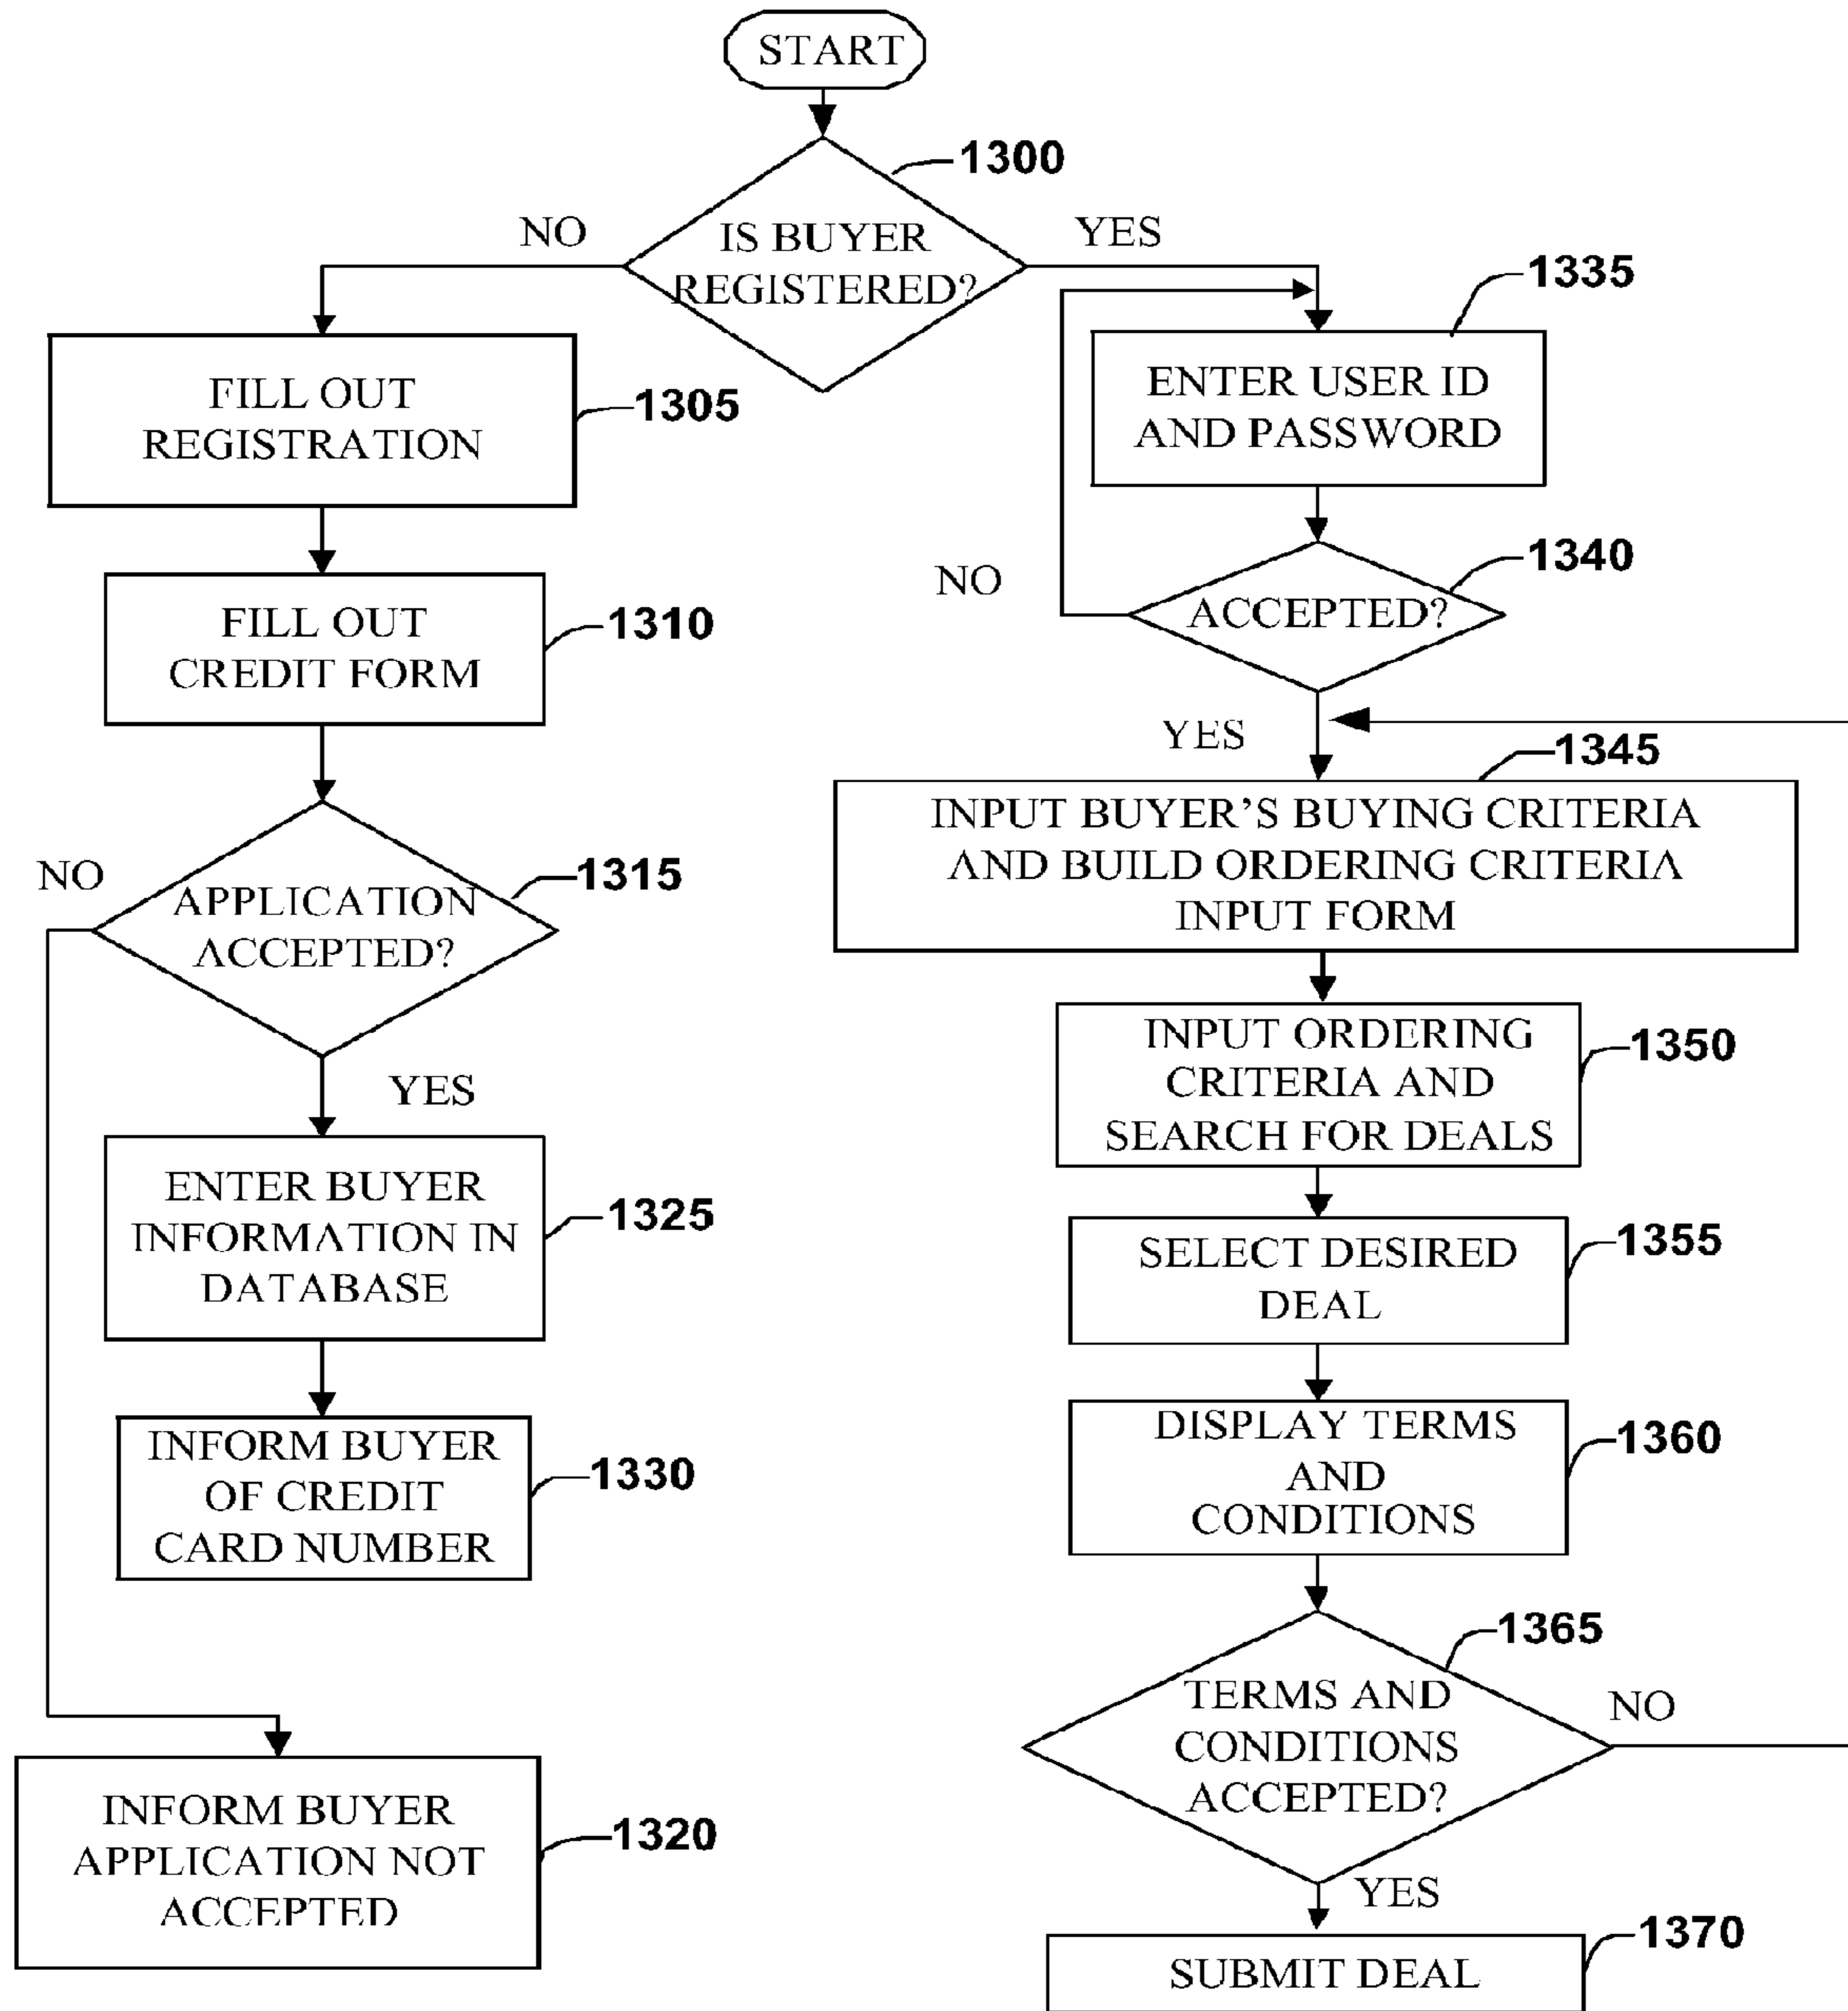 START
1300
IS BUYER
REGISTERED?
NO
YES
FILL OUT
REGISTRATION
1305
FILL OUT
CREDIT FORM
1310
APPLICATION
ACCEPTED?
1315
NO
YES
ENTER BUYER
INFORMATION IN
DATABASE
1325
INFORM BUYER
OF CREDIT
CARD NUMBER
1330
INFORM BUYER
APPLICATION NOT
ACCEPTED
1320
1335
ENTER USER ID
AND PASSWORD
1340
ACCEPTED?
NO
YES
1345
INPUT BUYER'S BUYING CRITERIA
AND BUILD ORDERING CRITERIA
INPUT FORM
INPUT ORDERING
CRITERIA AND
SEARCH FOR DEALS
1350
SELECT DESIRED
DEAL
1355
DISPLAY TERMS
AND
CONDITIONS
1360
1365
TERMS AND
CONDITIONS
ACCEPTED?
NO
YES
SUBMIT DEAL
1370